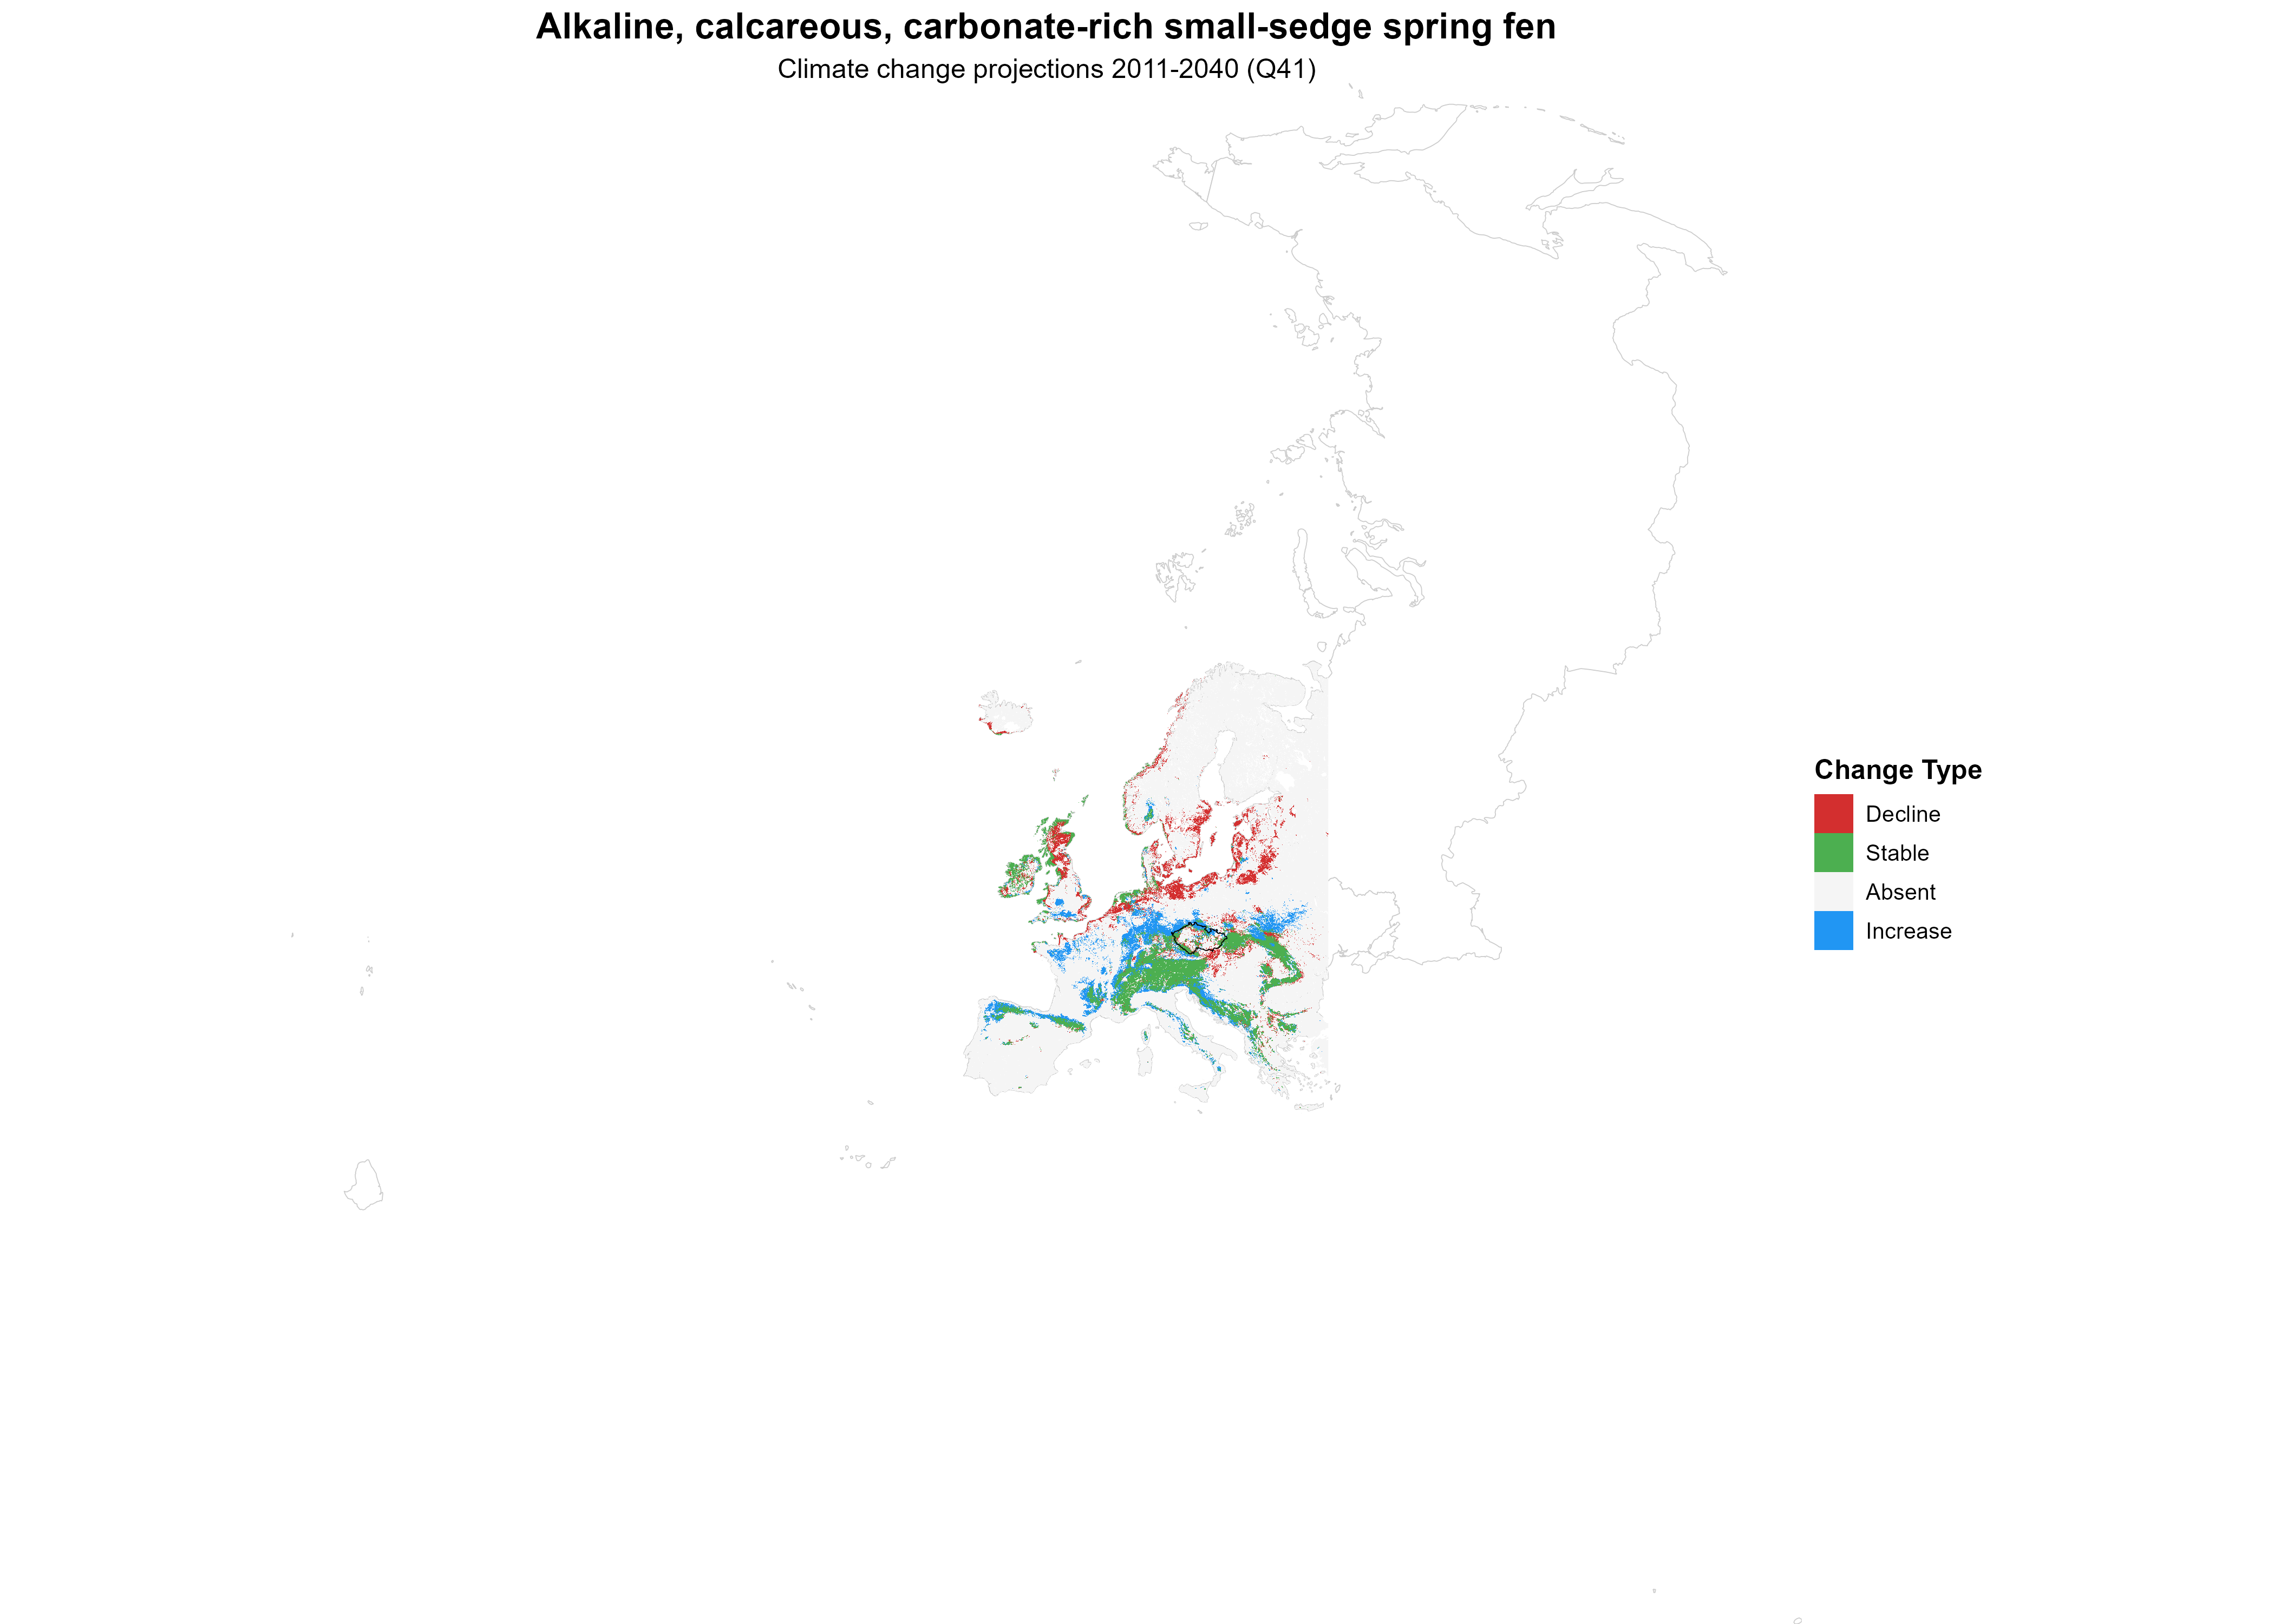 Alkaline, calcareous, carbonate-rich small-sedge spring fen
Climate change projections 2011-2040 (Q41)
Change Type
Decline
Stable
Absent
Increase